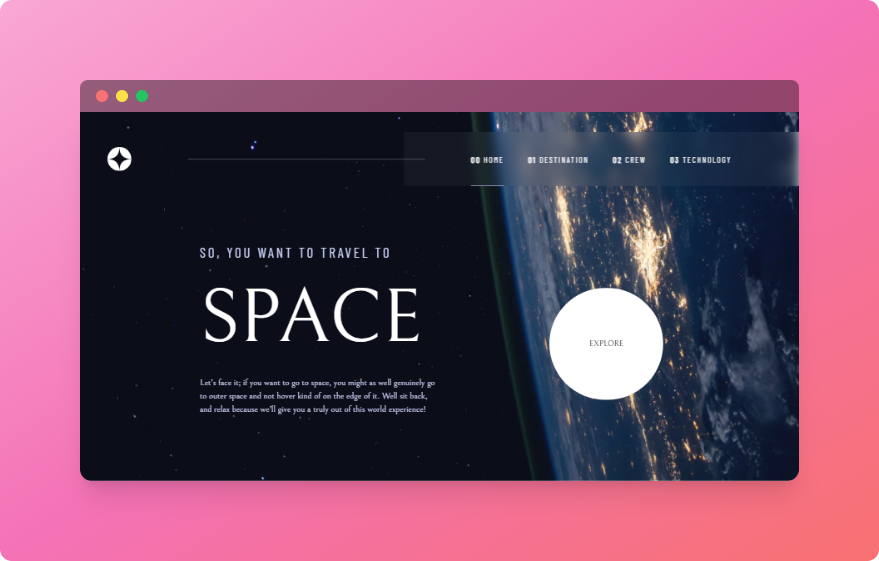 00 HOME 01 DESTINATION 02 CREW 03 TECHNOLOGY
SO, YOU WANT TO TRAVEL TO
SPACE
Let's face it; if you want to go to space, you might as well genuinely go
to outer space and not hover kind of on the edge of it. Well sit back,
and relax because we'll give you a truly out of this world experience!
EXPLORE